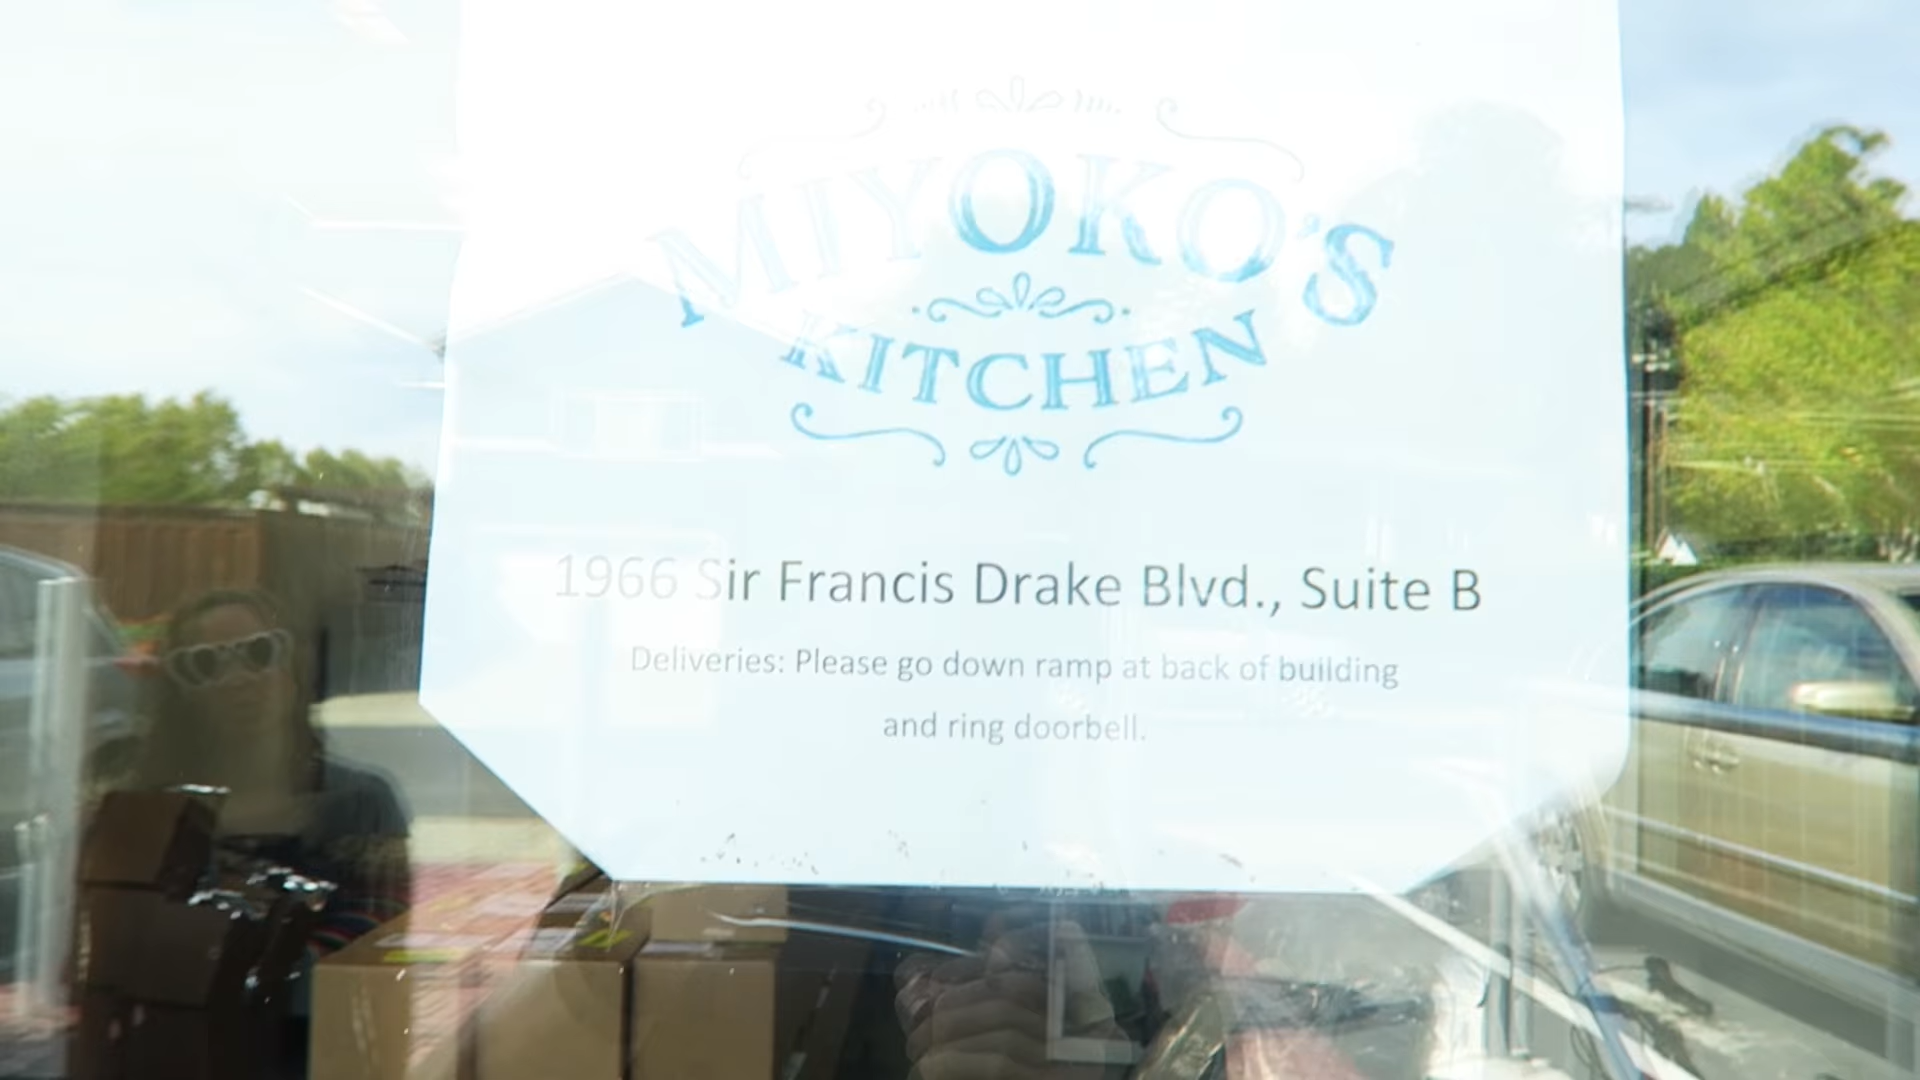 MIYOKO'S
KITCHEN
1966 Sir Francis Drake Blvd., Suite B
Deliveries: Please go down ramp at back of building
and ring doorbell.